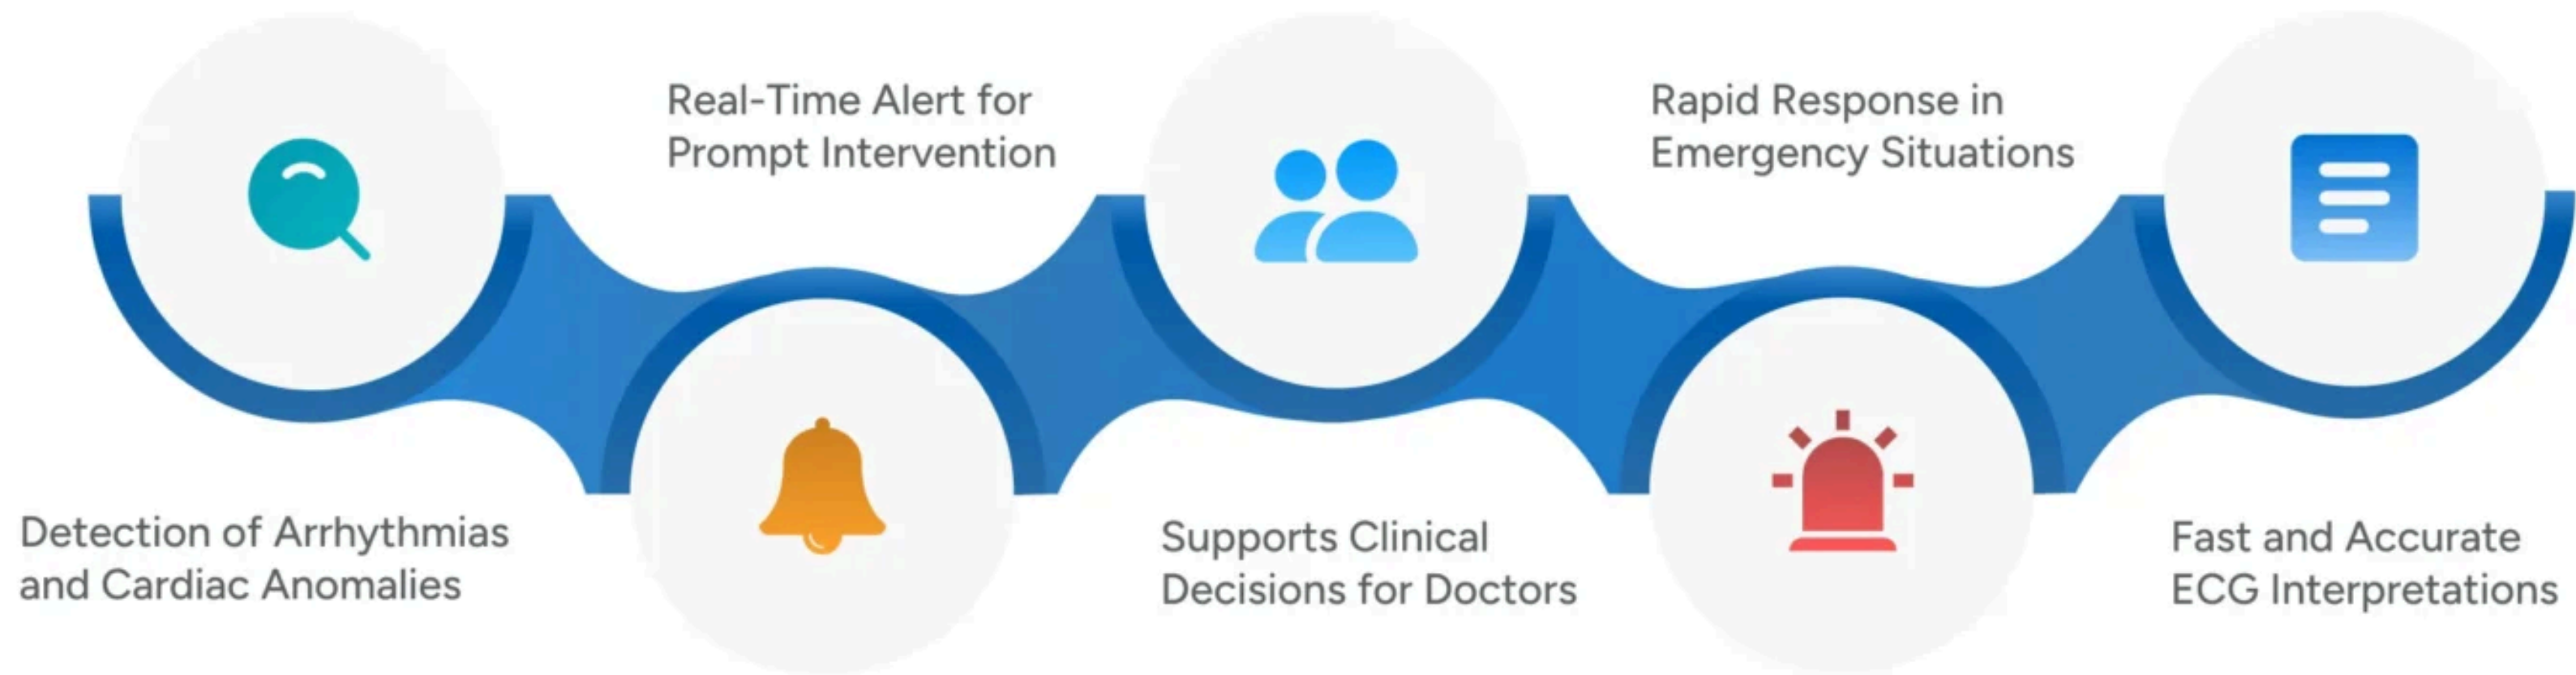 Detection of Arrhythmias
and Cardiac Anomalies
Real-Time Alert for
Prompt Intervention
Supports Clinical
Decisions for Doctors
Rapid Response in
Emergency Situations
Fast and Accurate
ECG Interpretations